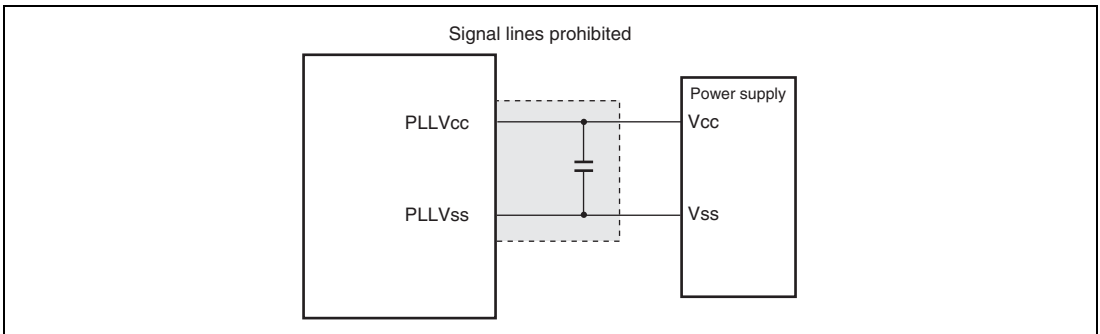 Signal lines prohibited
Power supply
PLLVcc
Vcc
PLLVss
Vss